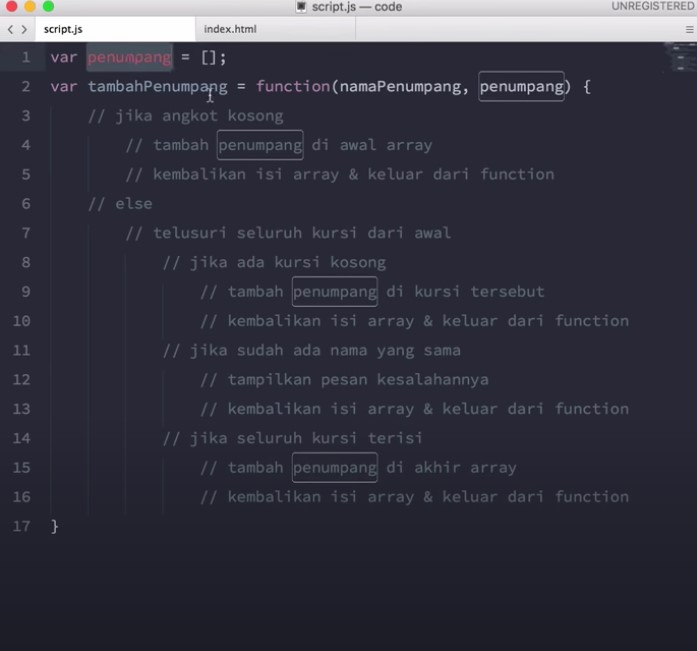 script.js — code
UNREGISTERED
script.js
index.html
1 var penumpang = [];
2 var tambahPenumpang = function(namaPenumpang, penumpang) {
3 // jika angkot kosong
4 // tambah penumpang di awal array
5 // kembalikan isi array & keluar dari function
6 // else
7 // telusuri seluruh kursi dari awal
8 // jika ada kursi kosong
9 // tambah penumpang di kursi tersebut
10 // kembalikan isi array & keluar dari function
11 // jika sudah ada nama yang sama
12 // tampilkan pesan kesalahannya
13 // kembalikan isi array & keluar dari function
14 // jika seluruh kursi terisi
15 // tambah penumpang di akhir array
16 // kembalikan isi array & keluar dari function
17 }